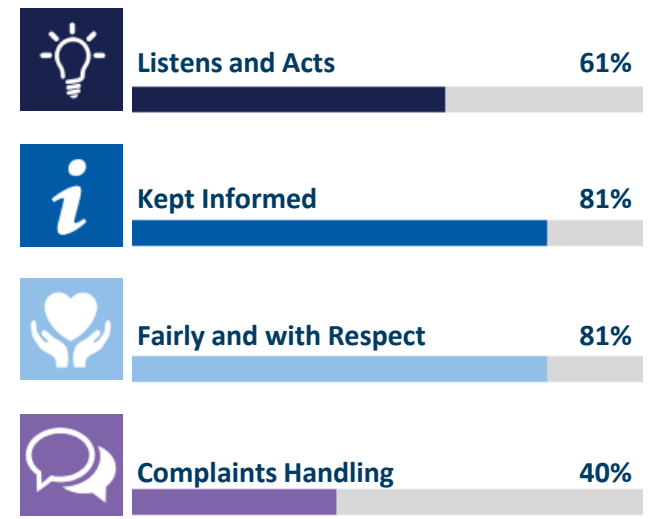 Listens and Acts 61%
Kept Informed 81%
Fairly and with Respect 81%
Complaints Handling 40%